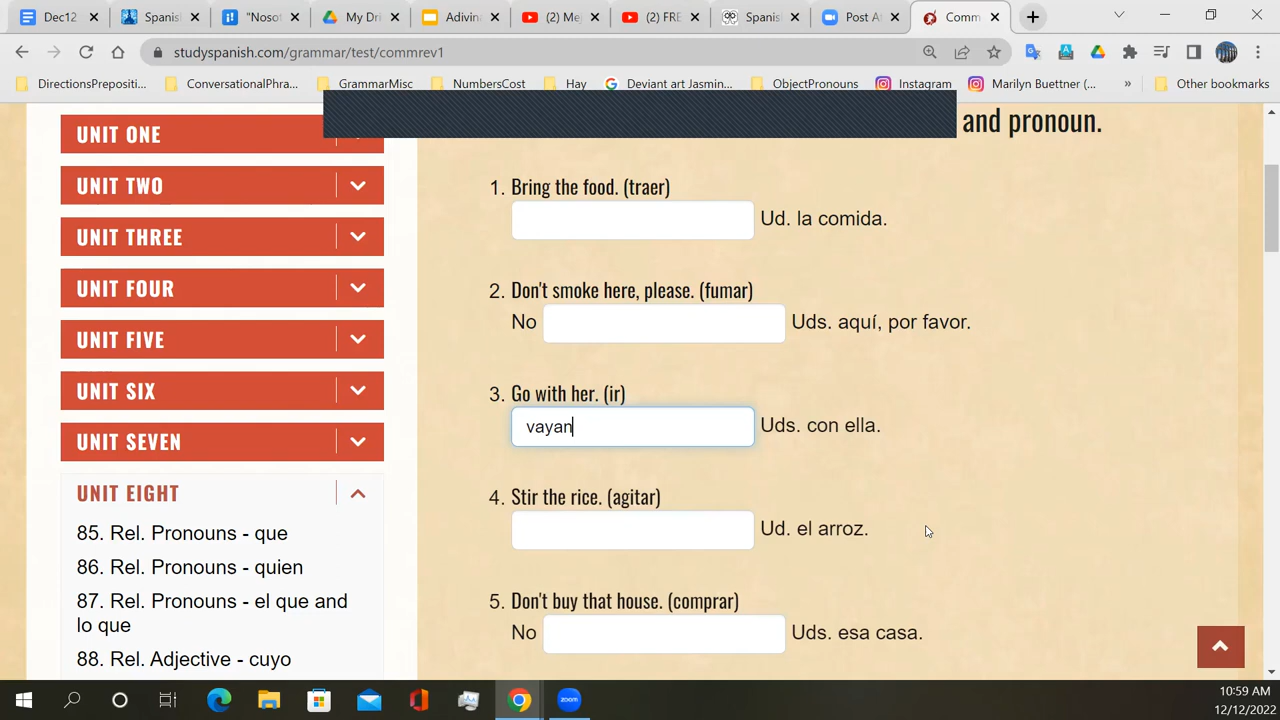 Dec12
Spanish
"Nosot
My Dri
Adivin
(2) Mej
(2) FRE
Spanis
Post At
Comm
studyspanish.com/grammar/test/commrev1
DirectionsPrepositi...
ConversationalPhra...
GrammarMisc
NumbersCost
Hay
Deviant art Jasmin...
ObjectPronouns
Instagram
Marilyn Buettner (...
»
Other bookmarks
UNIT ONE
UNIT TWO
UNIT THREE
UNIT FOUR
UNIT FIVE
UNIT SIX
UNIT SEVEN
UNIT EIGHT
85. Rel. Pronouns - que
86. Rel. Pronouns - quien
87. Rel. Pronouns - el que and
lo que
88. Rel. Adjective - cuyo
and pronoun.
1. Bring the food. (traer)
Ud. la comida.
2. Don't smoke here, please. (fumar)
No Uds. aquí, por favor.
3. Go with her. (ir)
vayan Uds. con ella.
4. Stir the rice. (agitar)
Ud. el arroz.
5. Don't buy that house. (comprar)
No Uds. esa casa.
zoom
10:59 AM
12/12/2022